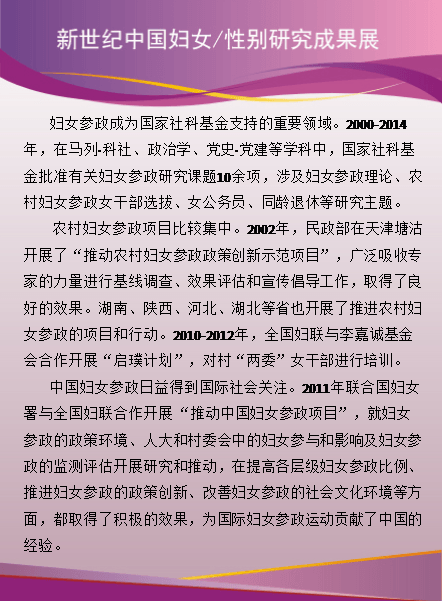 新世纪中国妇女/性别研究成果展
妇女参政成为国家社科基金支持的重要领域。2000-2014
年，在马列·科社、政治学、党史·党建等学科中，国家社科基
金批准有关妇女参政研究课题10余项，涉及妇女参政理论、农
村妇女参政女干部选拔、女公务员、同龄退休等研究主题。
农村妇女参政项目比较集中。2002年，民政部在天津塘沽
开展了“推动农村妇女参政政策创新示范项目”，广泛吸收专
家的力量进行基线调查、效果评估和宣传倡导工作，取得了良
好的效果。湖南、陕西、河北、湖北等省也开展了推进农村妇
女参政的项目和行动。2010-2012年，全国妇联与李嘉诚基金
会合作开展“启璞计划”，对村“两委”女干部进行培训。
中国妇女参政日益得到国际社会关注。2011年联合国妇女
署与全国妇联合作开展“推动中国妇女参政项目”，就妇女
参政的政策环境、人大和村委会中的妇女参与和影响及妇女参
政的监测评估开展研究和推动，在提高各层级妇女参政比例、
推进妇女参政的政策创新、改善妇女参政的社会文化环境等方
面，都取得了积极的效果，为国际妇女参政运动贡献了中国的
经验。